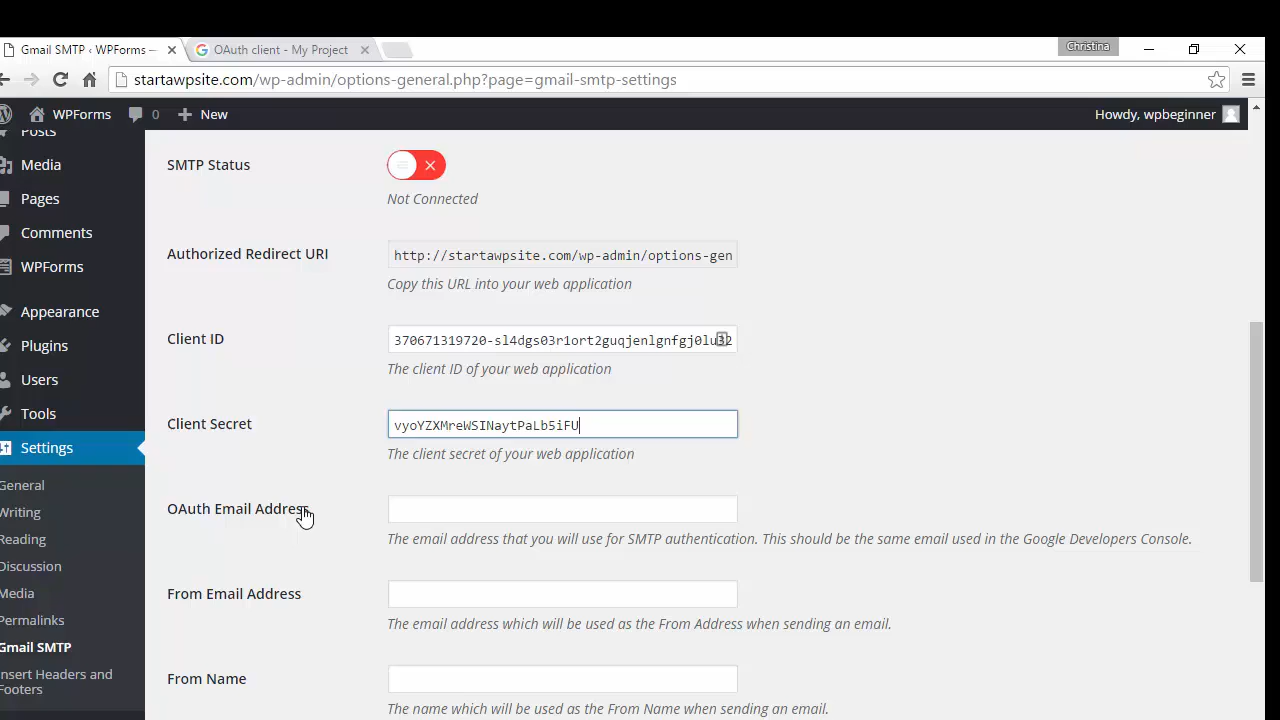 Gmail SMTP ‹ WPForms —
OAuth client - My Project
Christina
startawpsite.com/wp-admin/options-general.php?page=gmail-smtp-settings
WPForms
0
New
Howdy, wpbeginner
Posts
Media
Pages
Comments
WPForms
Appearance
Plugins
Users
Tools
Settings
General
Writing
Reading
Discussion
Media
Permalinks
Gmail SMTP
Insert Headers and
Footers
SMTP Status
Not Connected
Authorized Redirect URI
http://startawpsite.com/wp-admin/options-gen
Copy this URL into your web application
Client ID
370671319720-sl4dgs03r1ort2guqjenlgnfgj0lu32
The client ID of your web application
Client Secret
vyoYZXMreWSINaytPaLb5iFU
The client secret of your web application
OAuth Email Address
The email address that you will use for SMTP authentication. This should be the same email used in the Google Developers Console.
From Email Address
The email address which will be used as the From Address when sending an email.
From Name
The name which will be used as the From Name when sending an email.